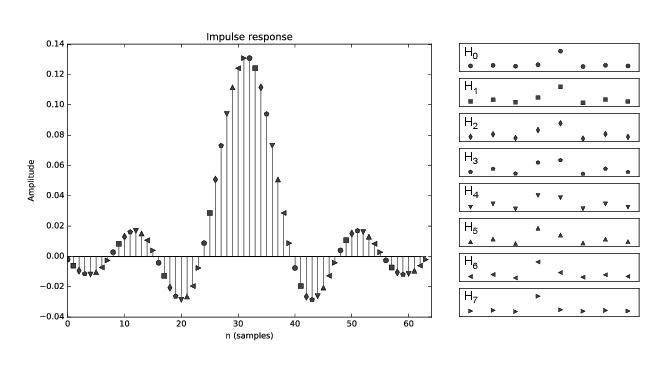 Impulse response
0.14
0.12
0.10
0.08
0.06
0.04
0.02
0.00
−0.02
−0.04
Amplitude
0 10 20 30 40 50 60
n (samples)
H0
H1
H2
H3
H4
H5
H6
H7